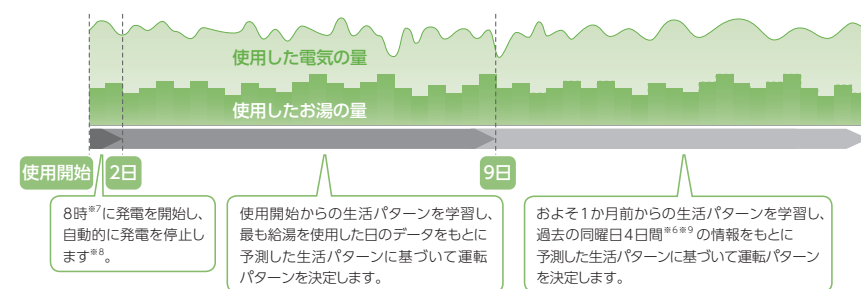 使用した電気の量
使用したお湯の量
使用開始
2日
9日
8時※7に発電を開始し、
自動的に発電を停止し
ます※8。
使用開始からの生活パターンを学習し、
最も給湯を使用した日のデータをもとに
予測した生活パターンに基づいて運転
パターンを決定します。
およそ1か月前からの生活パターンを学習し、
過去の同曜日4日間※6※9の情報をもとに
予測した生活パターンに基づいて運転パターン
を決定します。